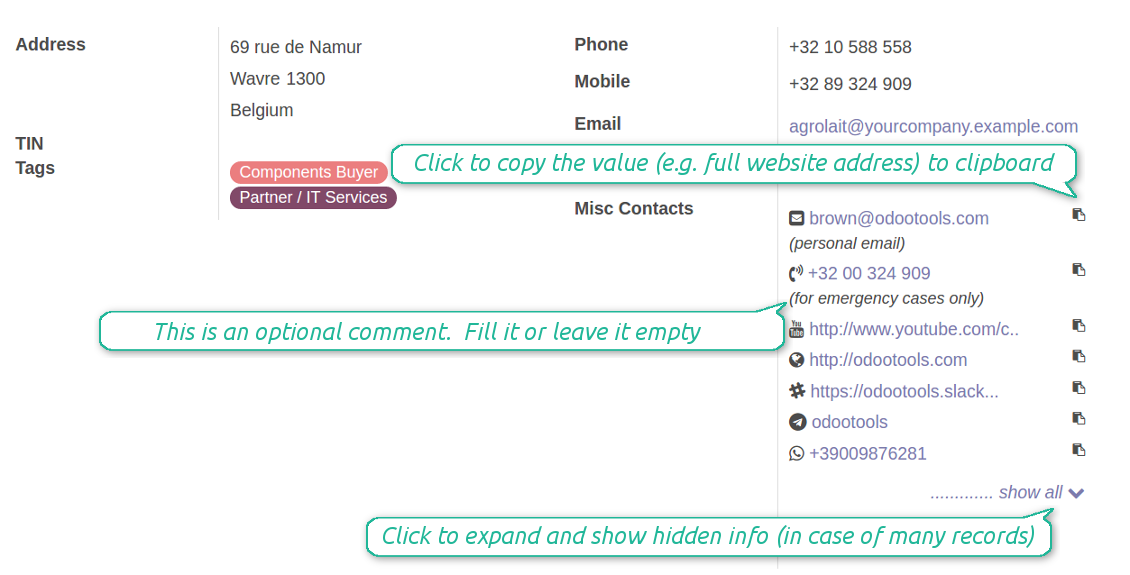 Address
69 rue de Namur
Wavre 1300
Belgium
TIN
Tags
Components Buyer
Partner / IT Services
Phone
+32 10 588 558
Mobile
+32 89 324 909
Email
agrolait@yourcompany.example.com
Click to copy the value (e.g. full website address) to clipboard
Misc Contacts
brown@odootools.com
(personal email)
+32 00 324 909
(for emergency cases only)
This is an optional comment. Fill it or leave it empty
You Tube
http://www.youtube.com/c..
http://odootools.com
https://odootools.slack...
odootools
+39009876281
............. show all
Click to expand and show hidden info (in case of many records)